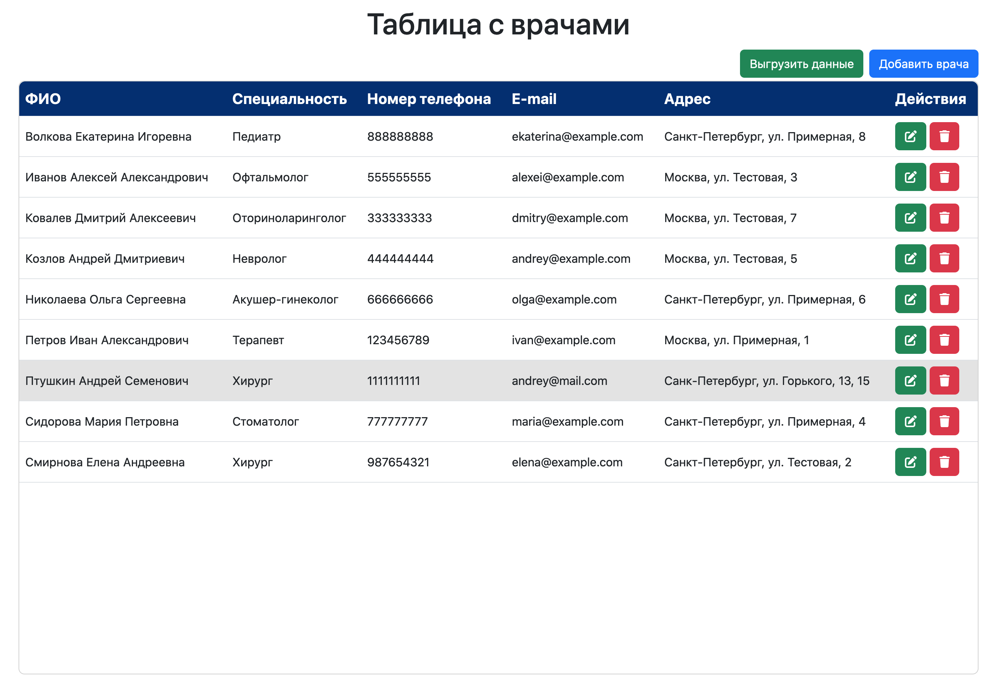 Таблица с врачами
Выгрузить данные Добавить врача
ФИО Специальность Номер телефона E-mail Адрес Действия
Волкова Екатерина Игоревна Педиатр 888888888 ekaterina@example.com Санкт-Петербург, ул. Примерная, 8
Иванов Алексей Александрович Офтальмолог 555555555 alexei@example.com Москва, ул. Тестовая, 3
Ковалев Дмитрий Алексеевич Оториноларинголог 333333333 dmitry@example.com Москва, ул. Тестовая, 7
Козлов Андрей Дмитриевич Невролог 444444444 andrey@example.com Москва, ул. Тестовая, 5
Николаева Ольга Сергеевна Акушер-гинеколог 666666666 olga@example.com Санкт-Петербург, ул. Примерная, 6
Петров Иван Александрович Терапевт 123456789 ivan@example.com Москва, ул. Примерная, 1
Птушкин Андрей Семенович Хирург 1111111111 andrey@mail.com Санк-Петербург, ул. Горького, 13, 15
Сидорова Мария Петровна Стоматолог 777777777 maria@example.com Санкт-Петербург, ул. Примерная, 4
Смирнова Елена Андреевна Хирург 987654321 elena@example.com Санкт-Петербург, ул. Тестовая, 2